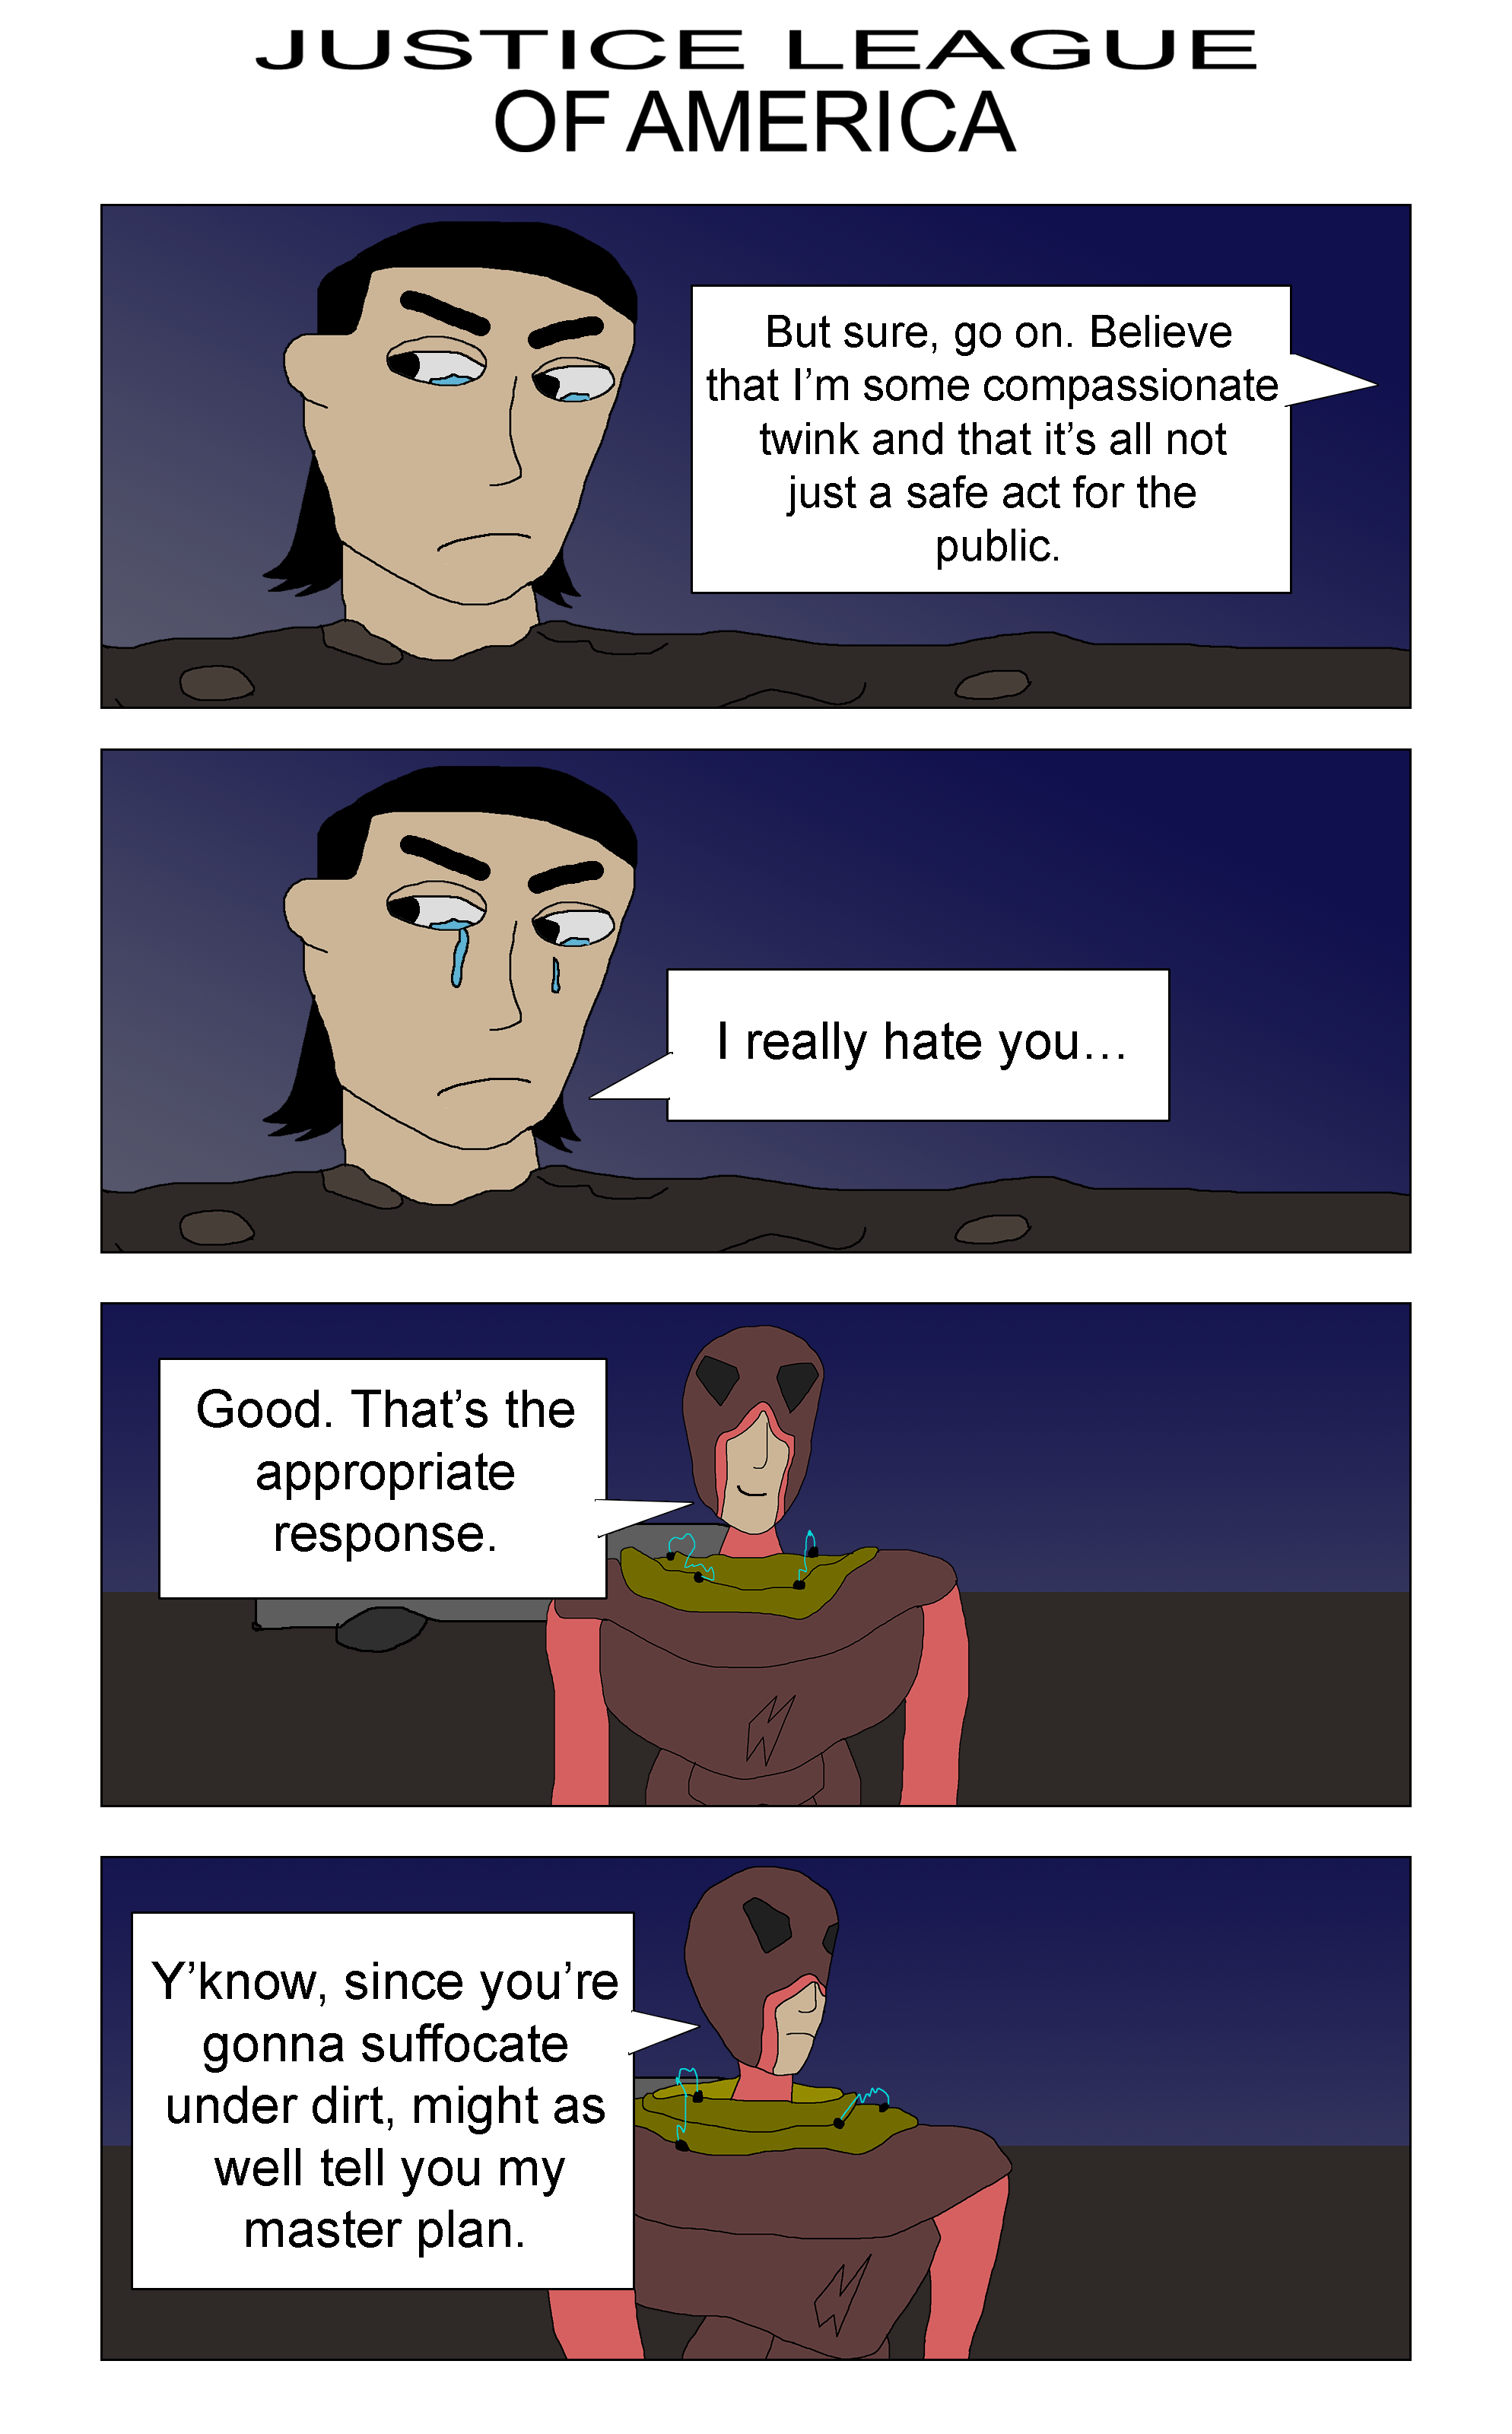 JUSTICE LEAGUE
OF AMERICA
But sure, go on. Believe
that I’m some compassionate
twink and that it’s all not
just a safe act for the
public.
I really hate you…
Good. That’s the
appropriate
response.
Y’know, since you’re
gonna suffocate
under dirt, might as
well tell you my
master plan.